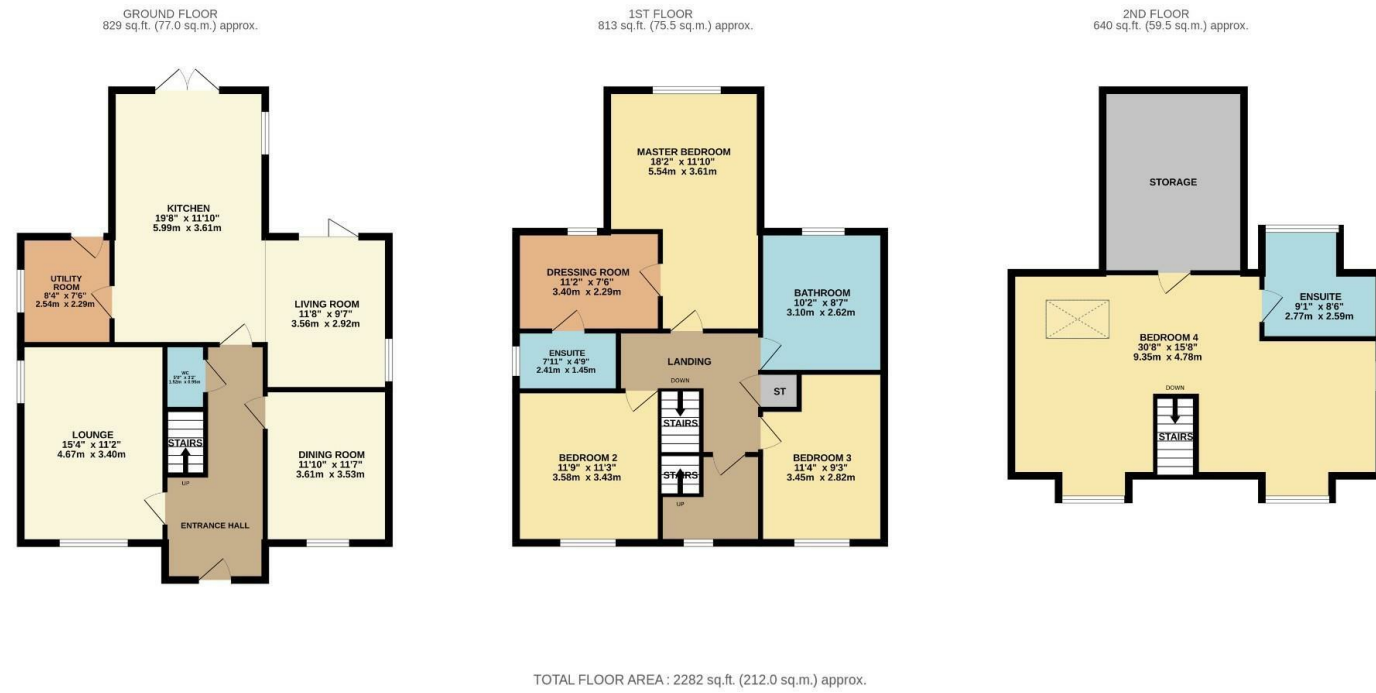 GROUND FLOOR
829 sq.ft. (77.0 sq.m.) approx.
KITCHEN
19'8" x 11'10"
5.99m x 3.61m
UTILITY
ROOM
8'4" x 7'6"
2.54m x 2.29m
LIVING ROOM
11'8" x 9'7"
3.56m x 2.92m
WC
LOUNGE
15'4" x 11'2"
4.67m x 3.40m
STAIRS
UP
DINING ROOM
11'10" x 11'7"
3.61m x 3.53m
ENTRANCE HALL
1ST FLOOR
813 sq.ft. (75.5 sq.m.) approx.
MASTER BEDROOM
18'2" x 11'10"
5.54m x 3.61m
DRESSING ROOM
11'2" x 7'6"
3.40m x 2.29m
BATHROOM
10'2" x 8'7"
3.10m x 2.62m
ENSUITE
7'11" x 4'9"
2.41m x 1.45m
LANDING
DOWN
ST
STAIRS
BEDROOM 2
11'9" x 11'3"
3.58m x 3.43m
STAIRS
UP
BEDROOM 3
11'4" x 9'3"
3.45m x 2.82m
2ND FLOOR
640 sq.ft. (59.5 sq.m.) approx.
STORAGE
ENSUITE
9'1" x 8'6"
2.77m x 2.59m
BEDROOM 4
30'8" x 15'8"
9.35m x 4.78m
DOWN
STAIRS
TOTAL FLOOR AREA : 2282 sq.ft. (212.0 sq.m.) approx.